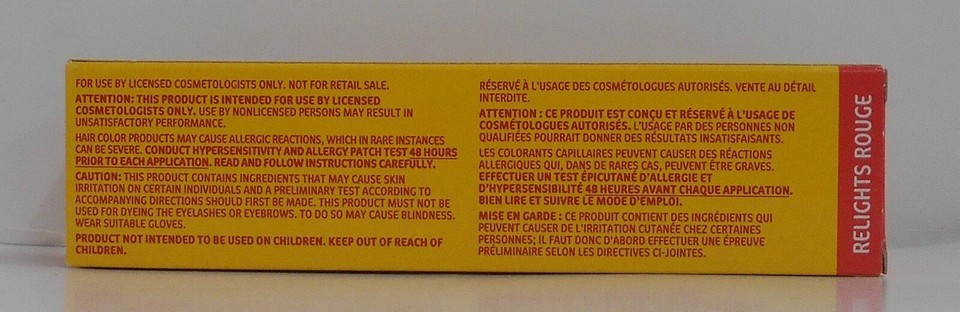 FOR USE BY LICENSED COSMETOLOGISTS ONLY. NOT FOR RETAIL SALE.
ATTENTION: THIS PRODUCT IS INTENDED FOR USE BY LICENSED
COSMETOLOGISTS ONLY. USE BY NONLICENSED PERSONS MAY RESULT IN
UNSATISFACTORY PERFORMANCE.
HAIR COLOR PRODUCTS MAY CAUSE ALLERGIC REACTIONS, WHICH IN RARE INSTANCES
CAN BE SEVERE. CONDUCT HYPERSENSITIVITY AND ALLERGY PATCH TEST 48 HOURS
PRIOR TO EACH APPLICATION. READ AND FOLLOW INSTRUCTIONS CAREFULLY.
CAUTION: THIS PRODUCT CONTAINS INGREDIENTS THAT MAY CAUSE SKIN
IRRITATION ON CERTAIN INDIVIDUALS AND A PRELIMINARY TEST ACCORDING TO
ACCOMPANYING DIRECTIONS SHOULD FIRST BE MADE. THIS PRODUCT MUST NOT BE
USED FOR DYEING THE EYELASHES OR EYEBROWS. TO DO SO MAY CAUSE BLINDNESS.
WEAR SUITABLE GLOVES.
PRODUCT NOT INTENDED TO BE USED ON CHILDREN. KEEP OUT OF REACH OF
CHILDREN.
RÉSERVÉ À L'USAGE DES COSMÉTOLOGUES AUTORISÉS. VENTE AU DÉTAIL
INTERDITE.
ATTENTION : CE PRODUIT EST CONÇU ET RÉSERVÉ À L'USAGE DE
COSMÉTOLOGUES AUTORISÉS. L'USAGE PAR DES PERSONNES NON
QUALIFIÉES POURRAIT DONNER DES RÉSULTATS INSATISFAISANTS.
LES COLORANTS CAPILLAIRES PEUVENT CAUSER DES RÉACTIONS
ALLERGIQUES QUI, DANS DE RARES CAS, PEUVENT ÊTRE GRAVES.
EFFECTUER UN TEST ÉPICUTANÉ D'ALLERGIE ET
D'HYPERSENSIBILITÉ 48 HEURES AVANT CHAQUE APPLICATION.
BIEN LIRE ET SUIVRE LE MODE D'EMPLOI.
MISE EN GARDE : CE PRODUIT CONTIENT DES INGRÉDIENTS QUI
PEUVENT CAUSER DE L'IRRITATION CUTANÉE CHEZ CERTAINES
PERSONNES; IL FAUT DONC D'ABORD EFFECTUER UNE ÉPREUVE
PRÉLIMINAIRE SELON LES DIRECTIVES CI-JOINTES.
RELIGHTS ROUGE